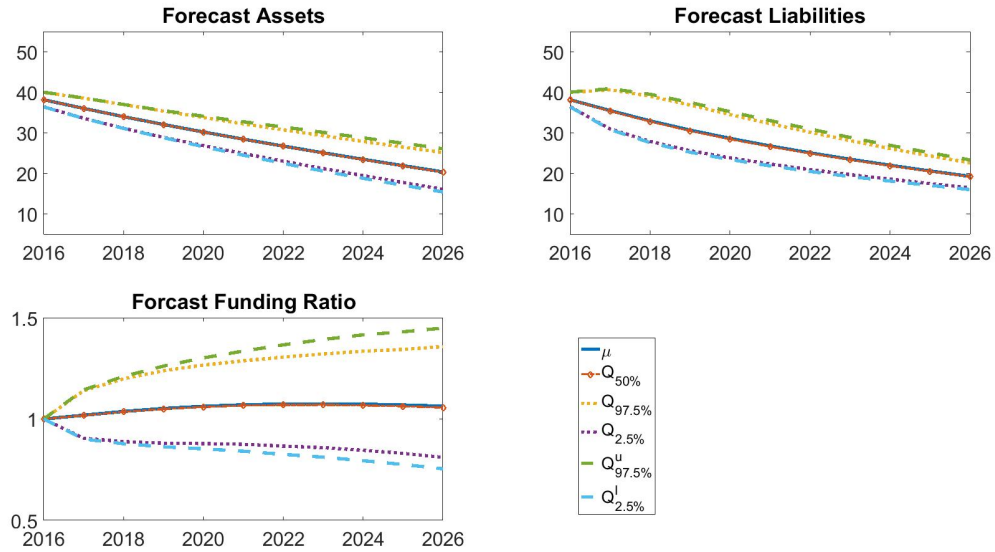 Forecast Assets
50
40
30
20
10
2016 2018 2020 2022 2024 2026
Forecast Liabilities
50
40
30
20
10
2016 2018 2020 2022 2024 2026
Forcast Funding Ratio
1.5
1
0.5
2016 2018 2020 2022 2024 2026
μ
Q50%
Q97.5%
Q2.5%
Qu97.5%
Ql2.5%